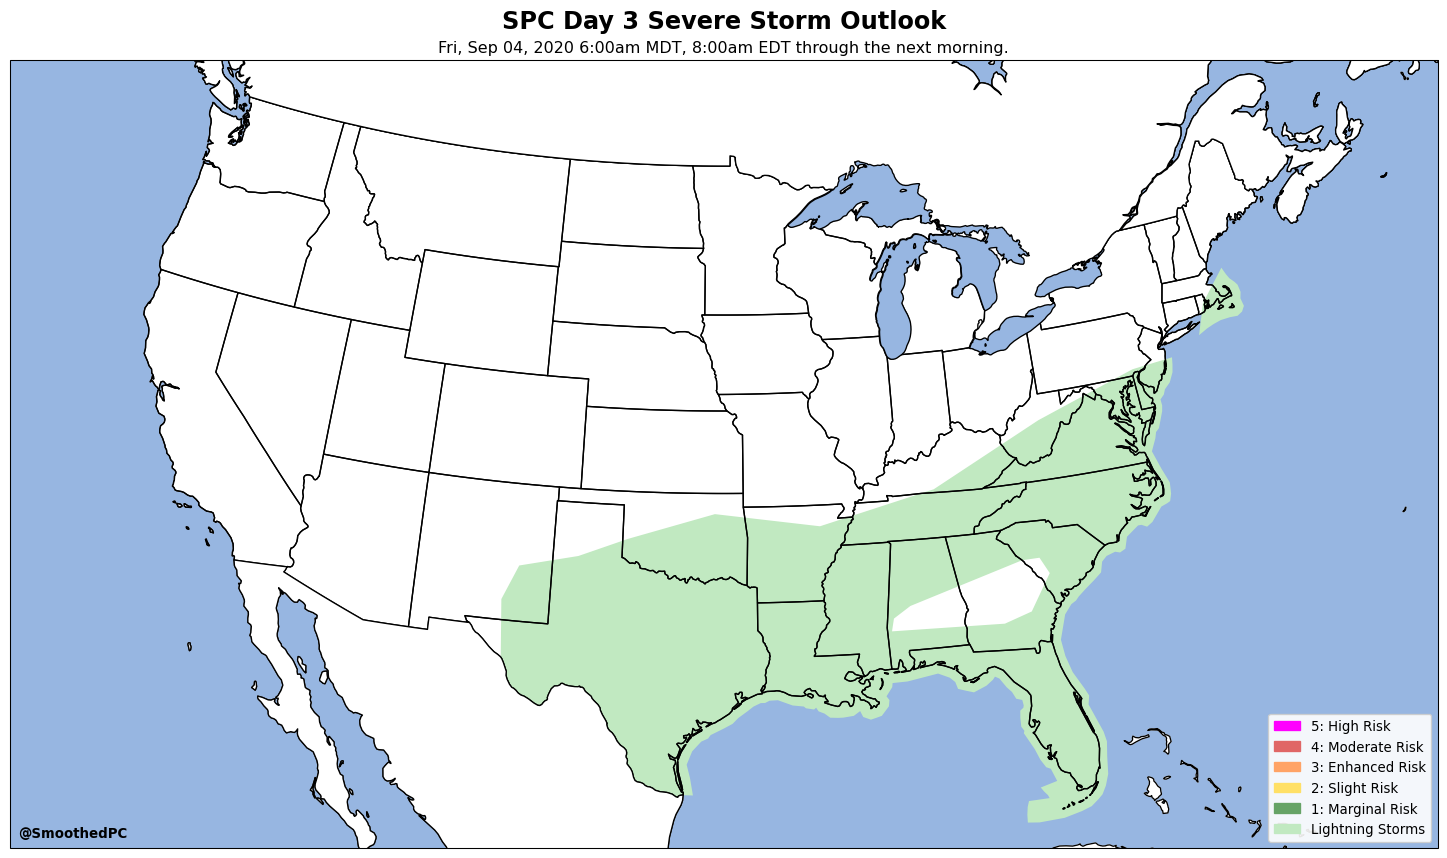 SPC Day 3 Severe Storm Outlook
Fri, Sep 04, 2020 6:00am MDT, 8:00am EDT through the next morning.
5: High Risk
4: Moderate Risk
3: Enhanced Risk
2: Slight Risk
1: Marginal Risk
Lightning Storms
@SmoothedPC